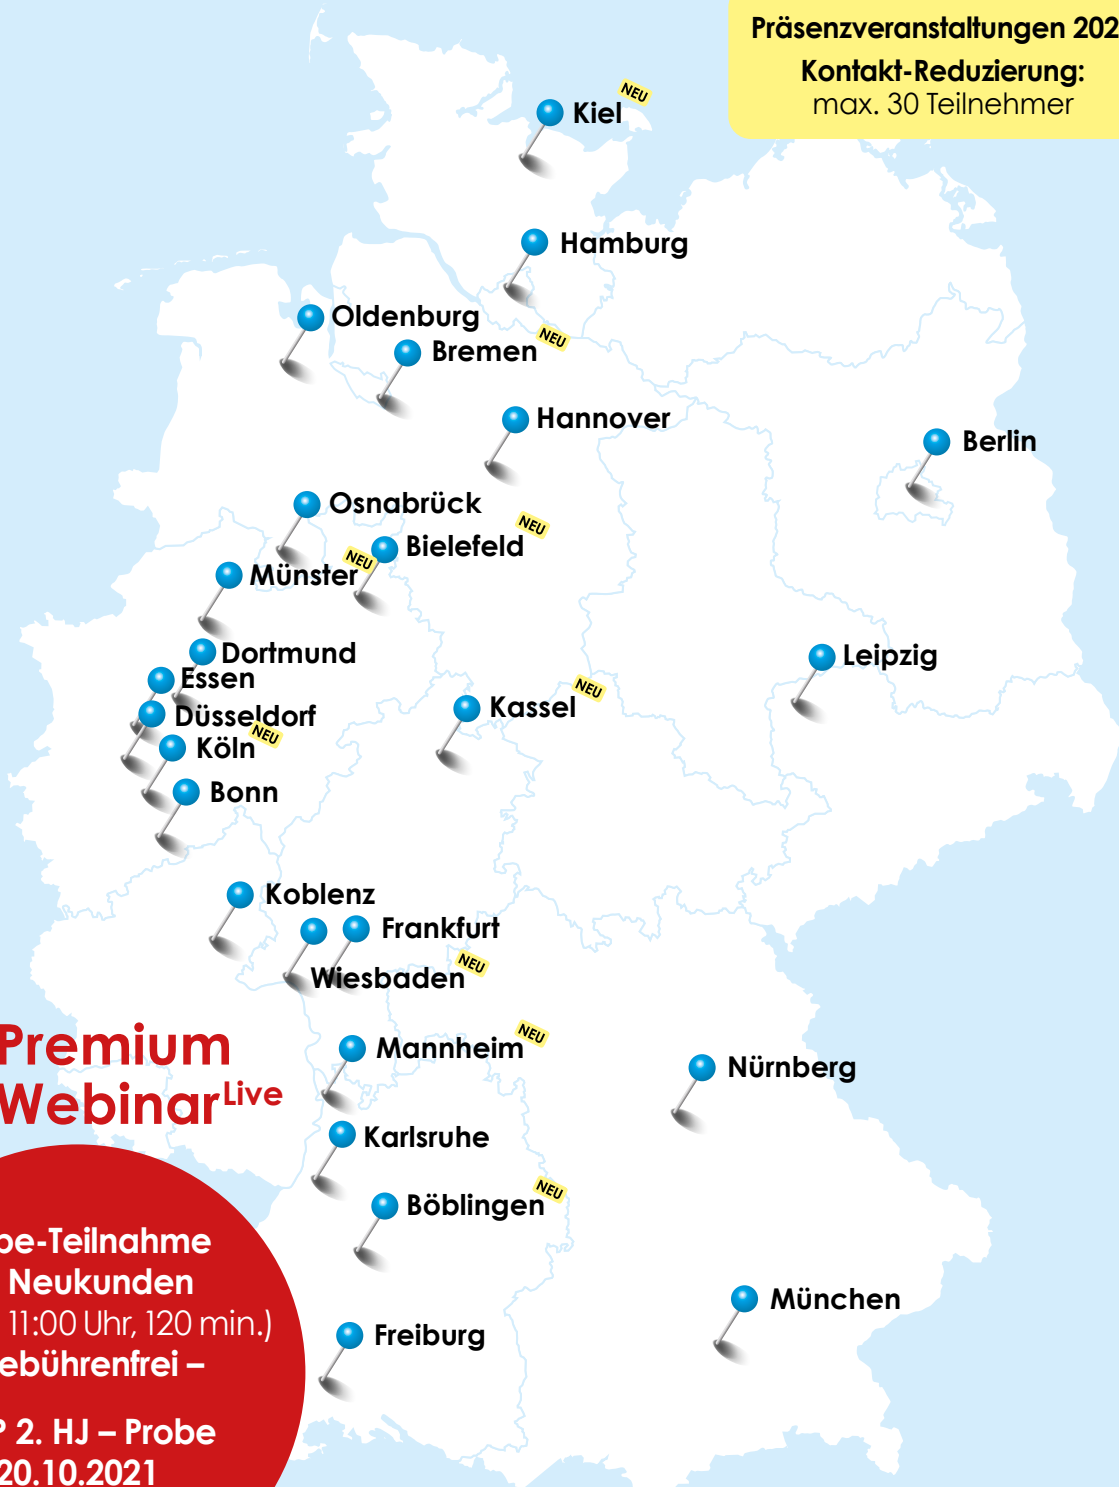 Präsenzveranstaltungen 202
Kontakt-Reduzierung:
max. 30 Teilnehmer
NEU
Kiel
Hamburg
Oldenburg
NEU
Bremen
Hannover
Berlin
Osnabrück
NEU
Bielefeld
NEU
Münster
Dortmund
Leipzig
Essen
NEU
Kassel
Düsseldorf
NEU
Köln
Bonn
Koblenz
Frankfurt
NEU
Wiesbaden
NEU
Mannheim
Nürnberg
Karlsruhe
NEU
Böblingen
München
Freiburg
Premium
Webinar Live
be-Teilnahme
Neukunden
11:00 Uhr, 120 min.)
ebührenfrei –
P 2. HJ – Probe
20.10.2021